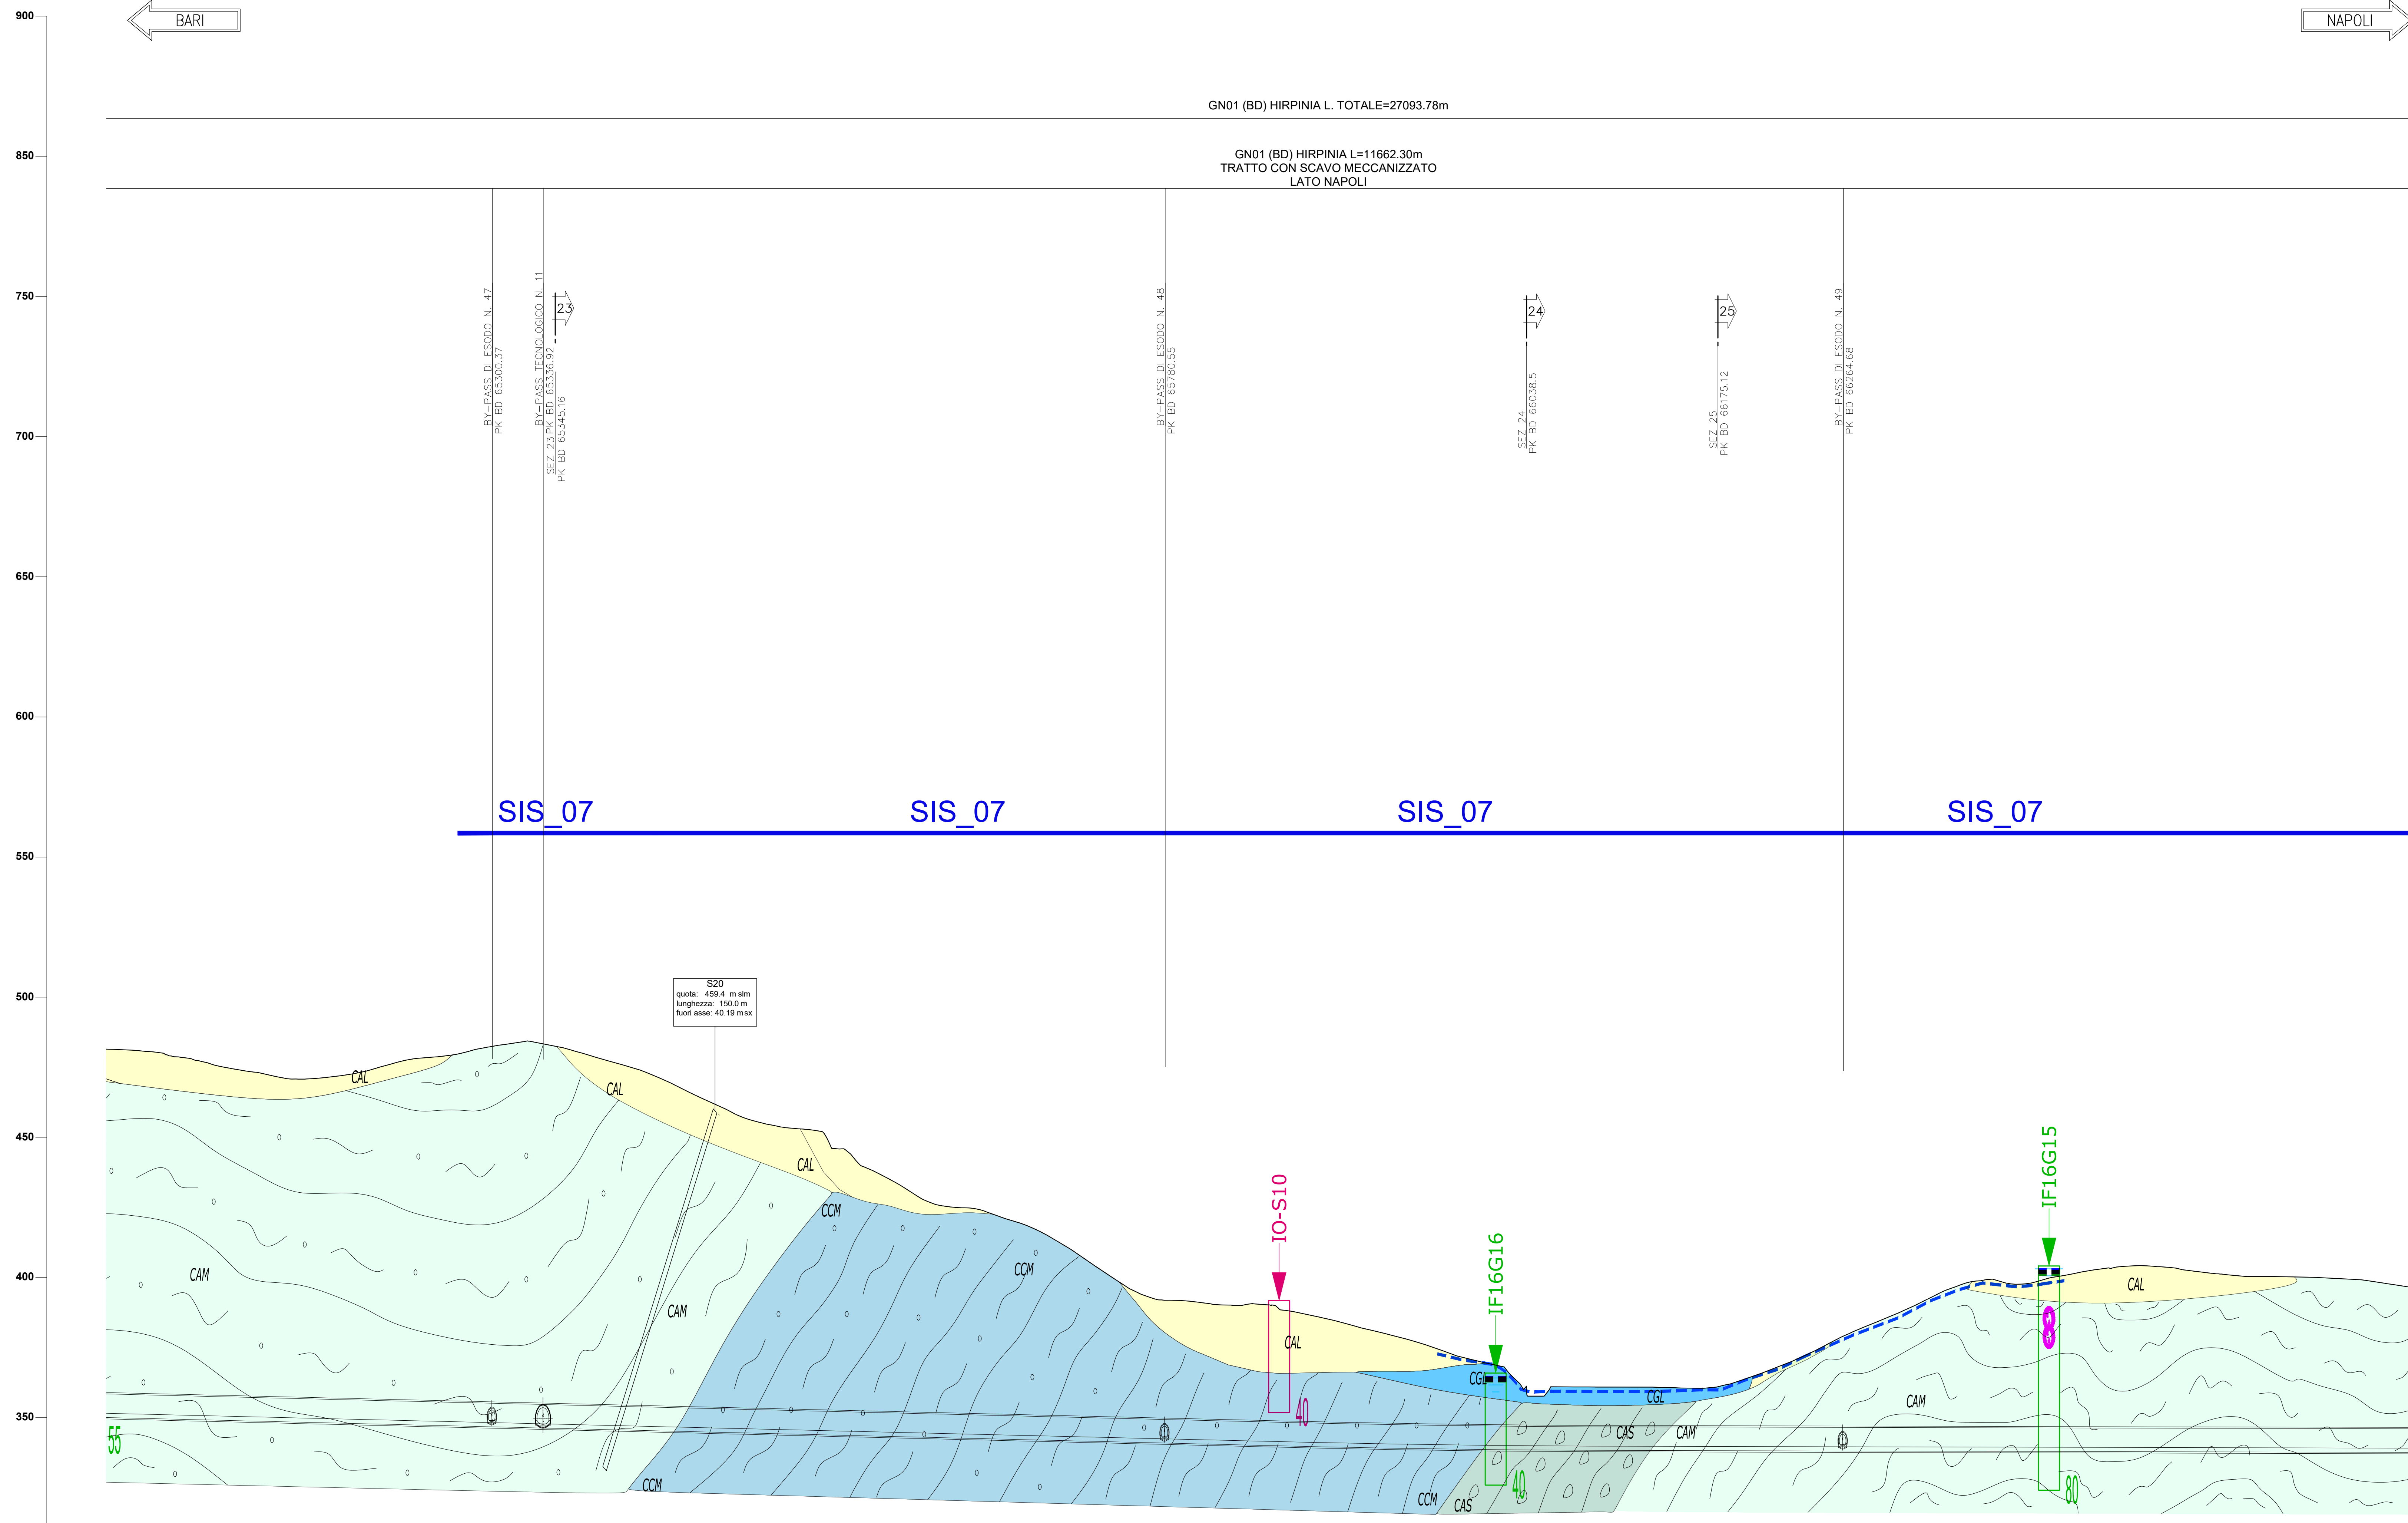 900
BARI
NAPOLI
GN01 (BD) HIRPINIA L. TOTALE=27093.78m
850
GN01 (BD) HIRPINIA L=11662.30m
TRATTO CON SCAVO MECCANIZZATO
LATO NAPOLI
750
BY-PASS DI ESODO N. 47
PK BD 65300.37
BY-PASS TECNOLOGICO N. 11
PK BD 65336.92
23
SEZ 23
PK BD 65345.16
BY-PASS DI ESODO N. 48
PK BD 65780.55
24
SEZ 24
PK BD 66038.5
25
SEZ 25
PK BD 66175.12
BY-PASS DI ESODO N. 49
PK BD 66264.68
700
650
600
SIS_07
SIS_07
SIS_07
SIS_07
550
500
S20
quota: 459.4 m slm
lunghezza: 150.0 m
fuori asse: 40.19 m sx
CAL
CAL
450
CAL
IO-S10
IF16G16
IF16G15
CCM
CCM
400
CAM
CAM
CAL
CAL
CGL
CGL
CAM
350
40
55
CAS
CAM
CCM
CCM
CAS
40
80